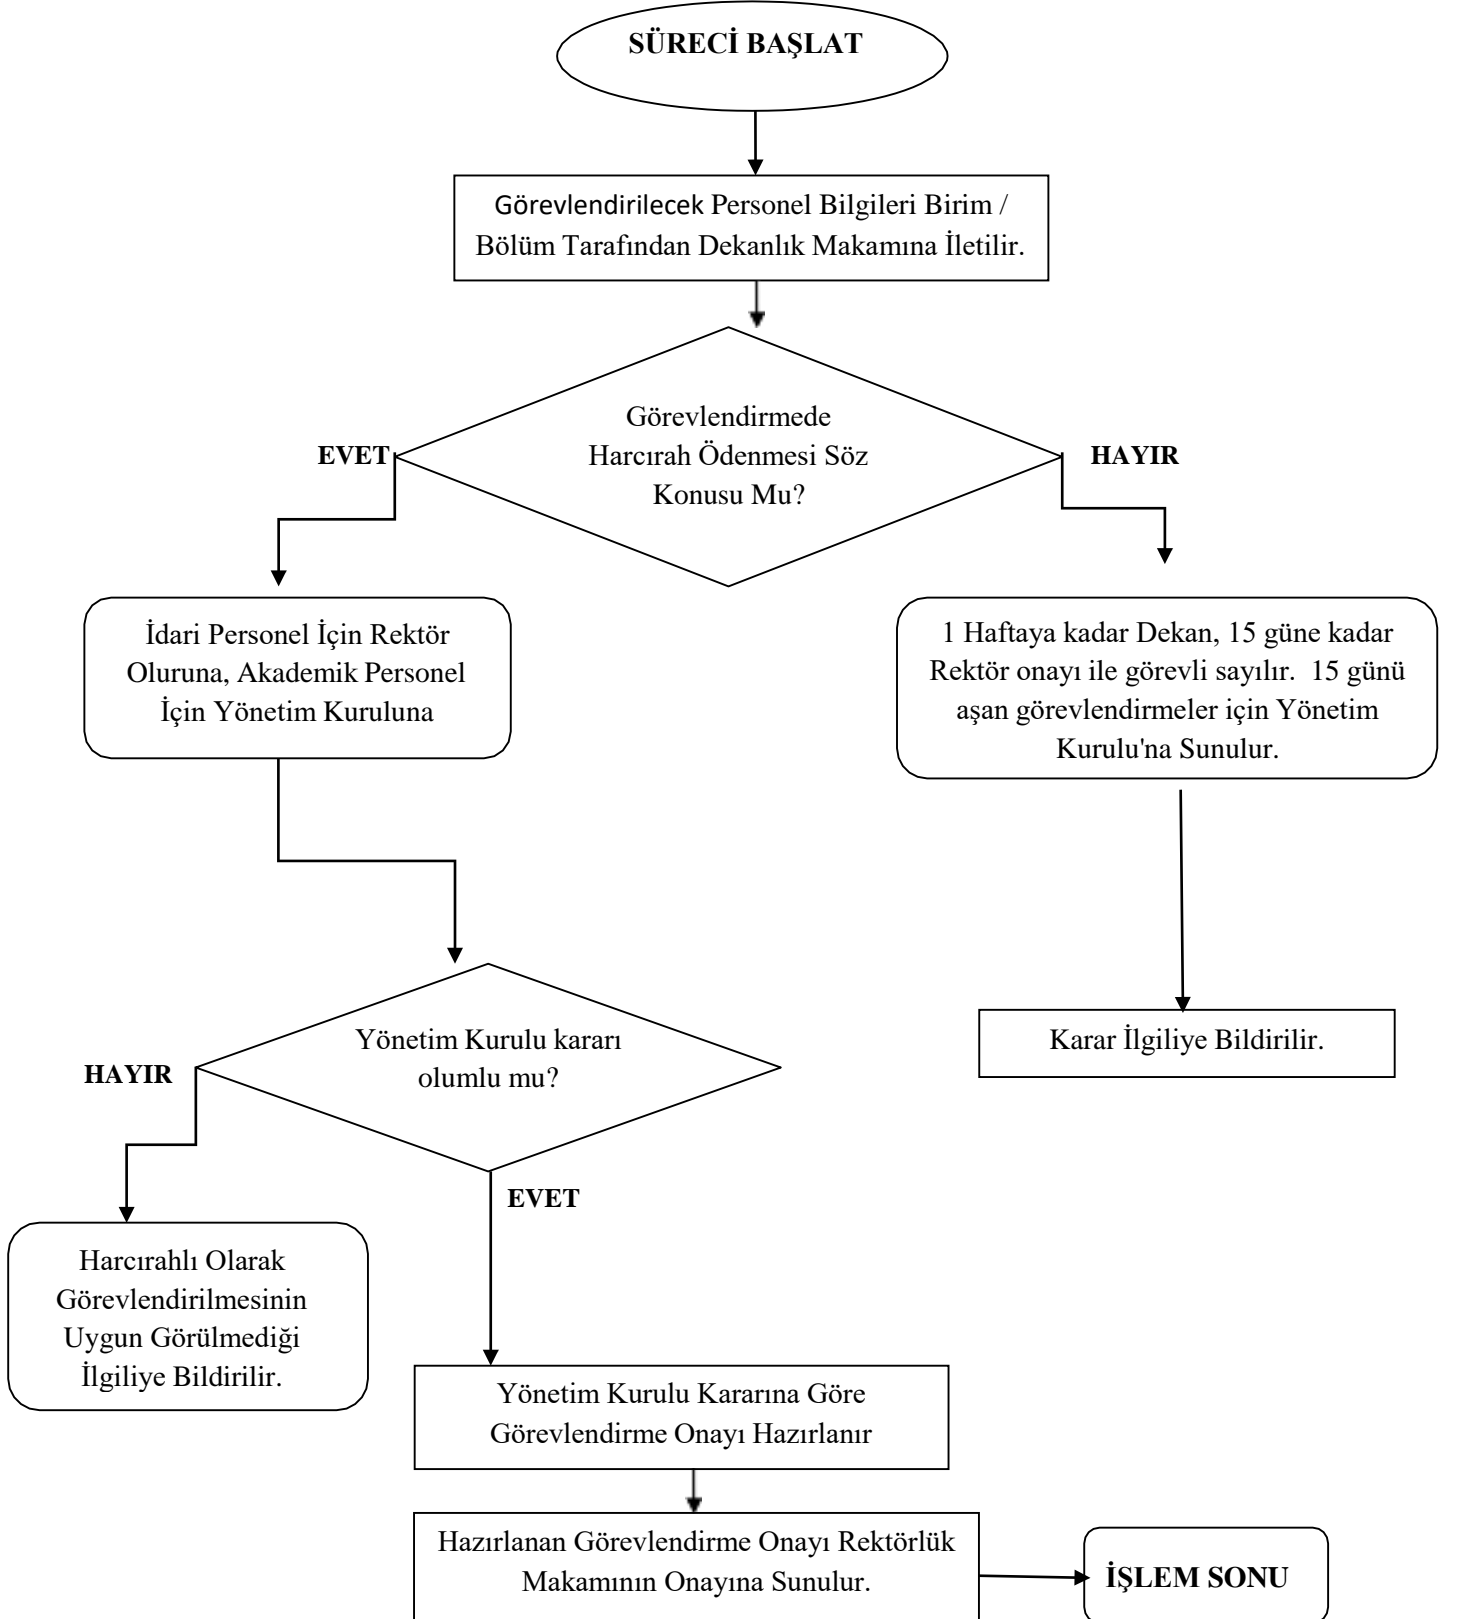 SÜRECİ BAŞLAT
Görevlendirilecek Personel Bilgileri Birim /
Bölüm Tarafından Dekanlık Makamına İletilir.
Görevlendirmede
Harcırah Ödenmesi Söz
Konusu Mu?
EVET
HAYIR
İdari Personel İçin Rektör
Oluruna, Akademik Personel
İçin Yönetim Kuruluna
1 Haftaya kadar Dekan, 15 güne kadar
Rektör onayı ile görevli sayılır. 15 günü
aşan görevlendirmeler için Yönetim
Kurulu'na Sunulur.
Yönetim Kurulu kararı
olumlu mu?
Karar İlgiliye Bildirilir.
HAYIR
EVET
Harcırahlı Olarak
Görevlendirilmesinin
Uygun Görülmediği
İlgiliye Bildirilir.
Yönetim Kurulu Kararına Göre
Görevlendirme Onayı Hazırlanır
Hazırlanan Görevlendirme Onayı Rektörlük
Makamının Onayına Sunulur.
İŞLEM SONU